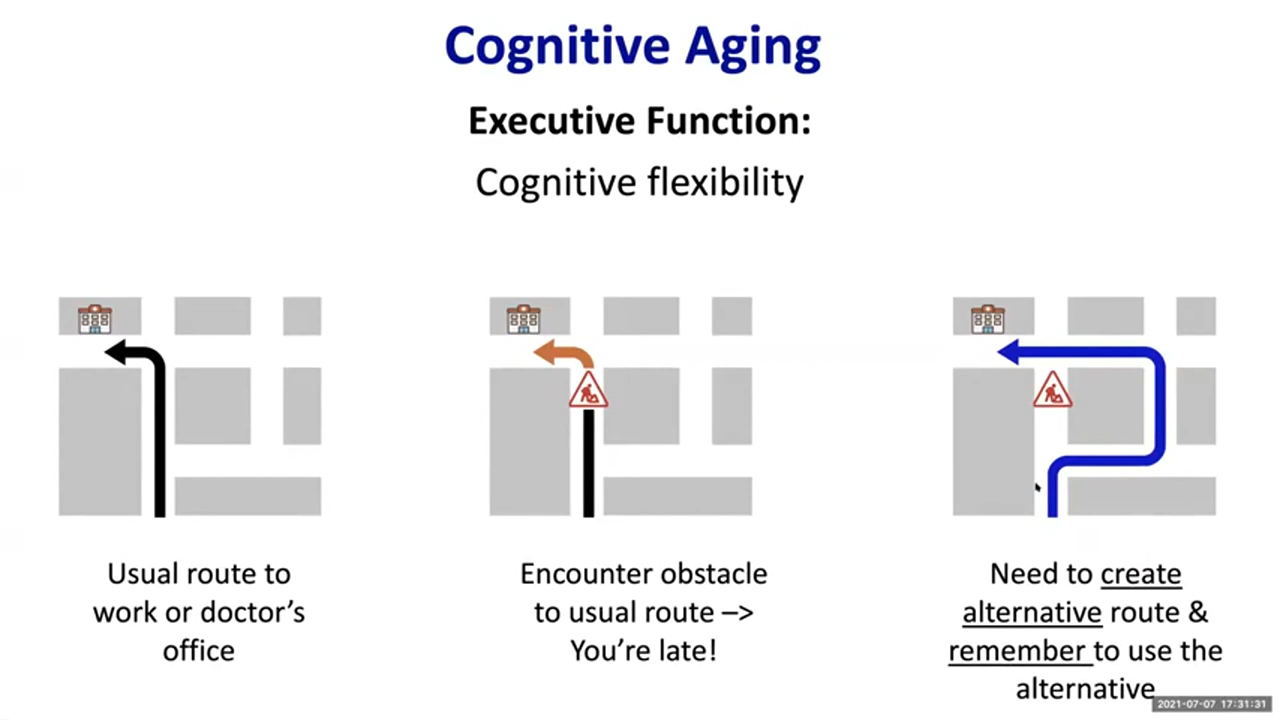 Cognitive Aging
Executive Function:
Cognitive flexibility
Usual route to
work or doctor's
office
Encounter obstacle
to usual route –>
You're late!
Need to create
alternative route &
remember to use the
alternative
2021-07-07 17:31:31